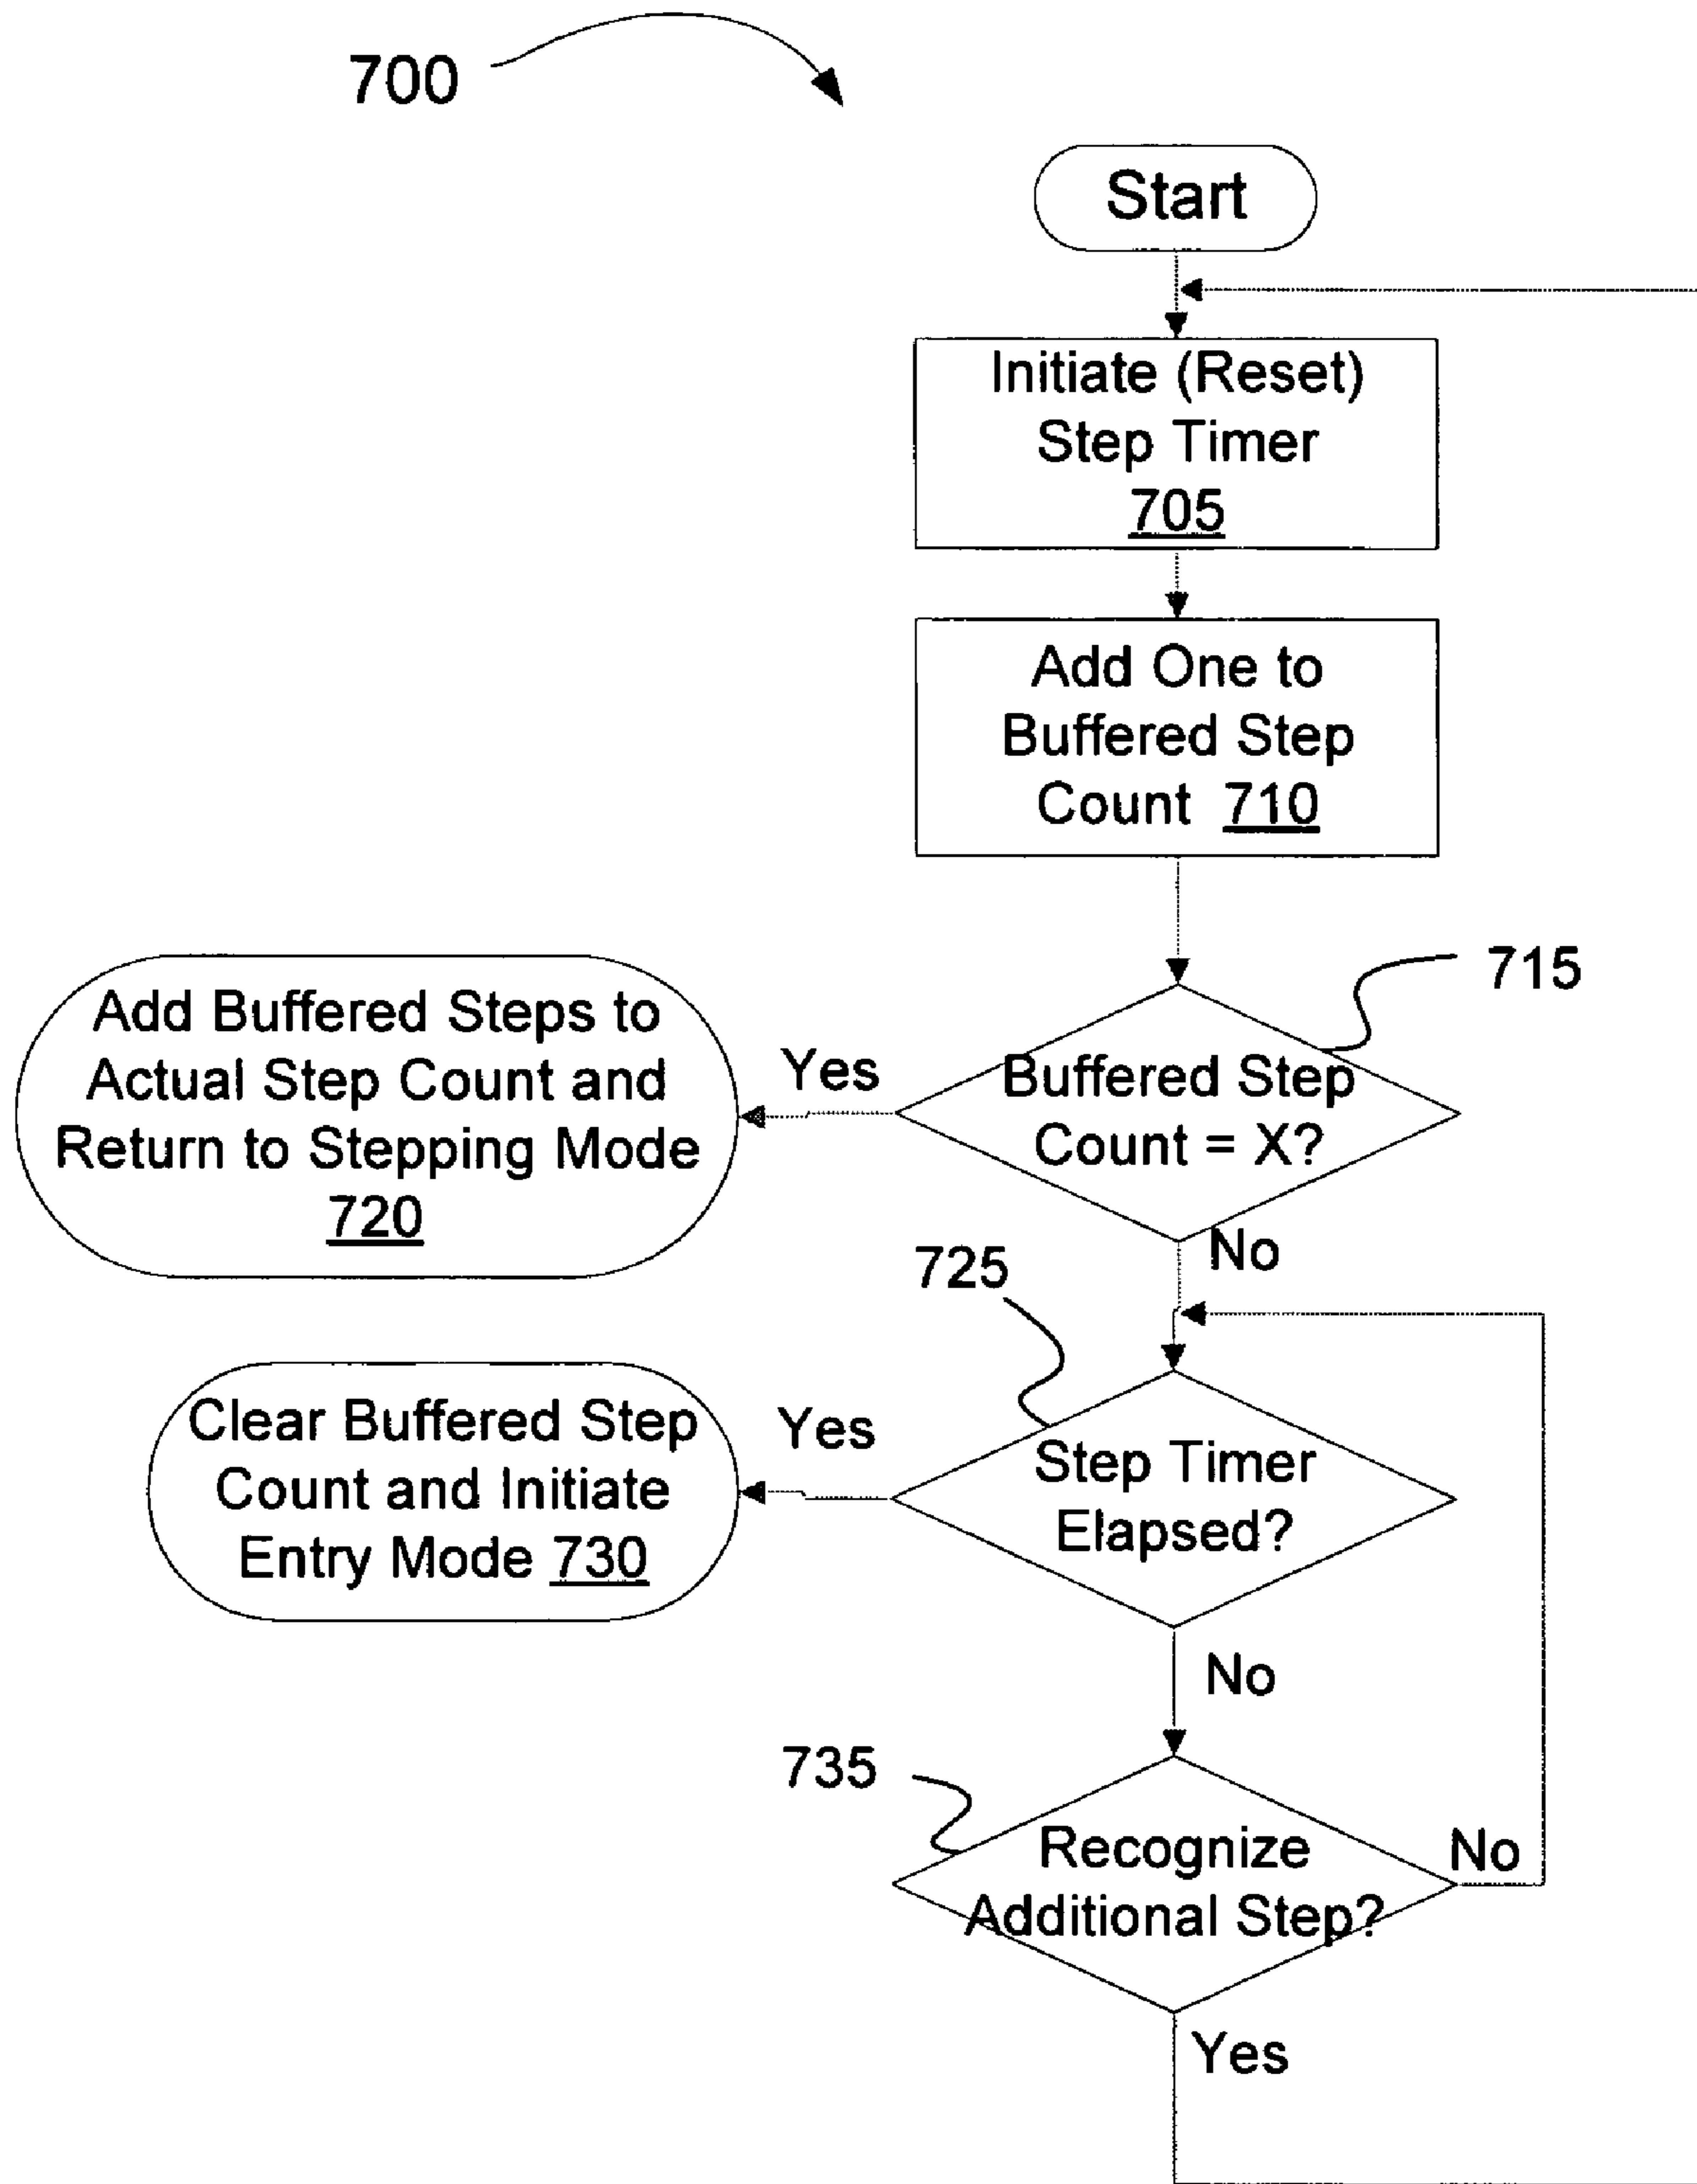 700
Start
Initiate (Reset)
Step Timer
705
Add One to
Buffered Step
Count 710
715
Buffered Step
Count = X?
Yes
Add Buffered Steps to
Actual Step Count and
Return to Stepping Mode
720
No
725
Step Timer
Elapsed?
Yes
Clear Buffered Step
Count and Initiate
Entry Mode 730
No
735
Recognize
Additional Step?
No
Yes